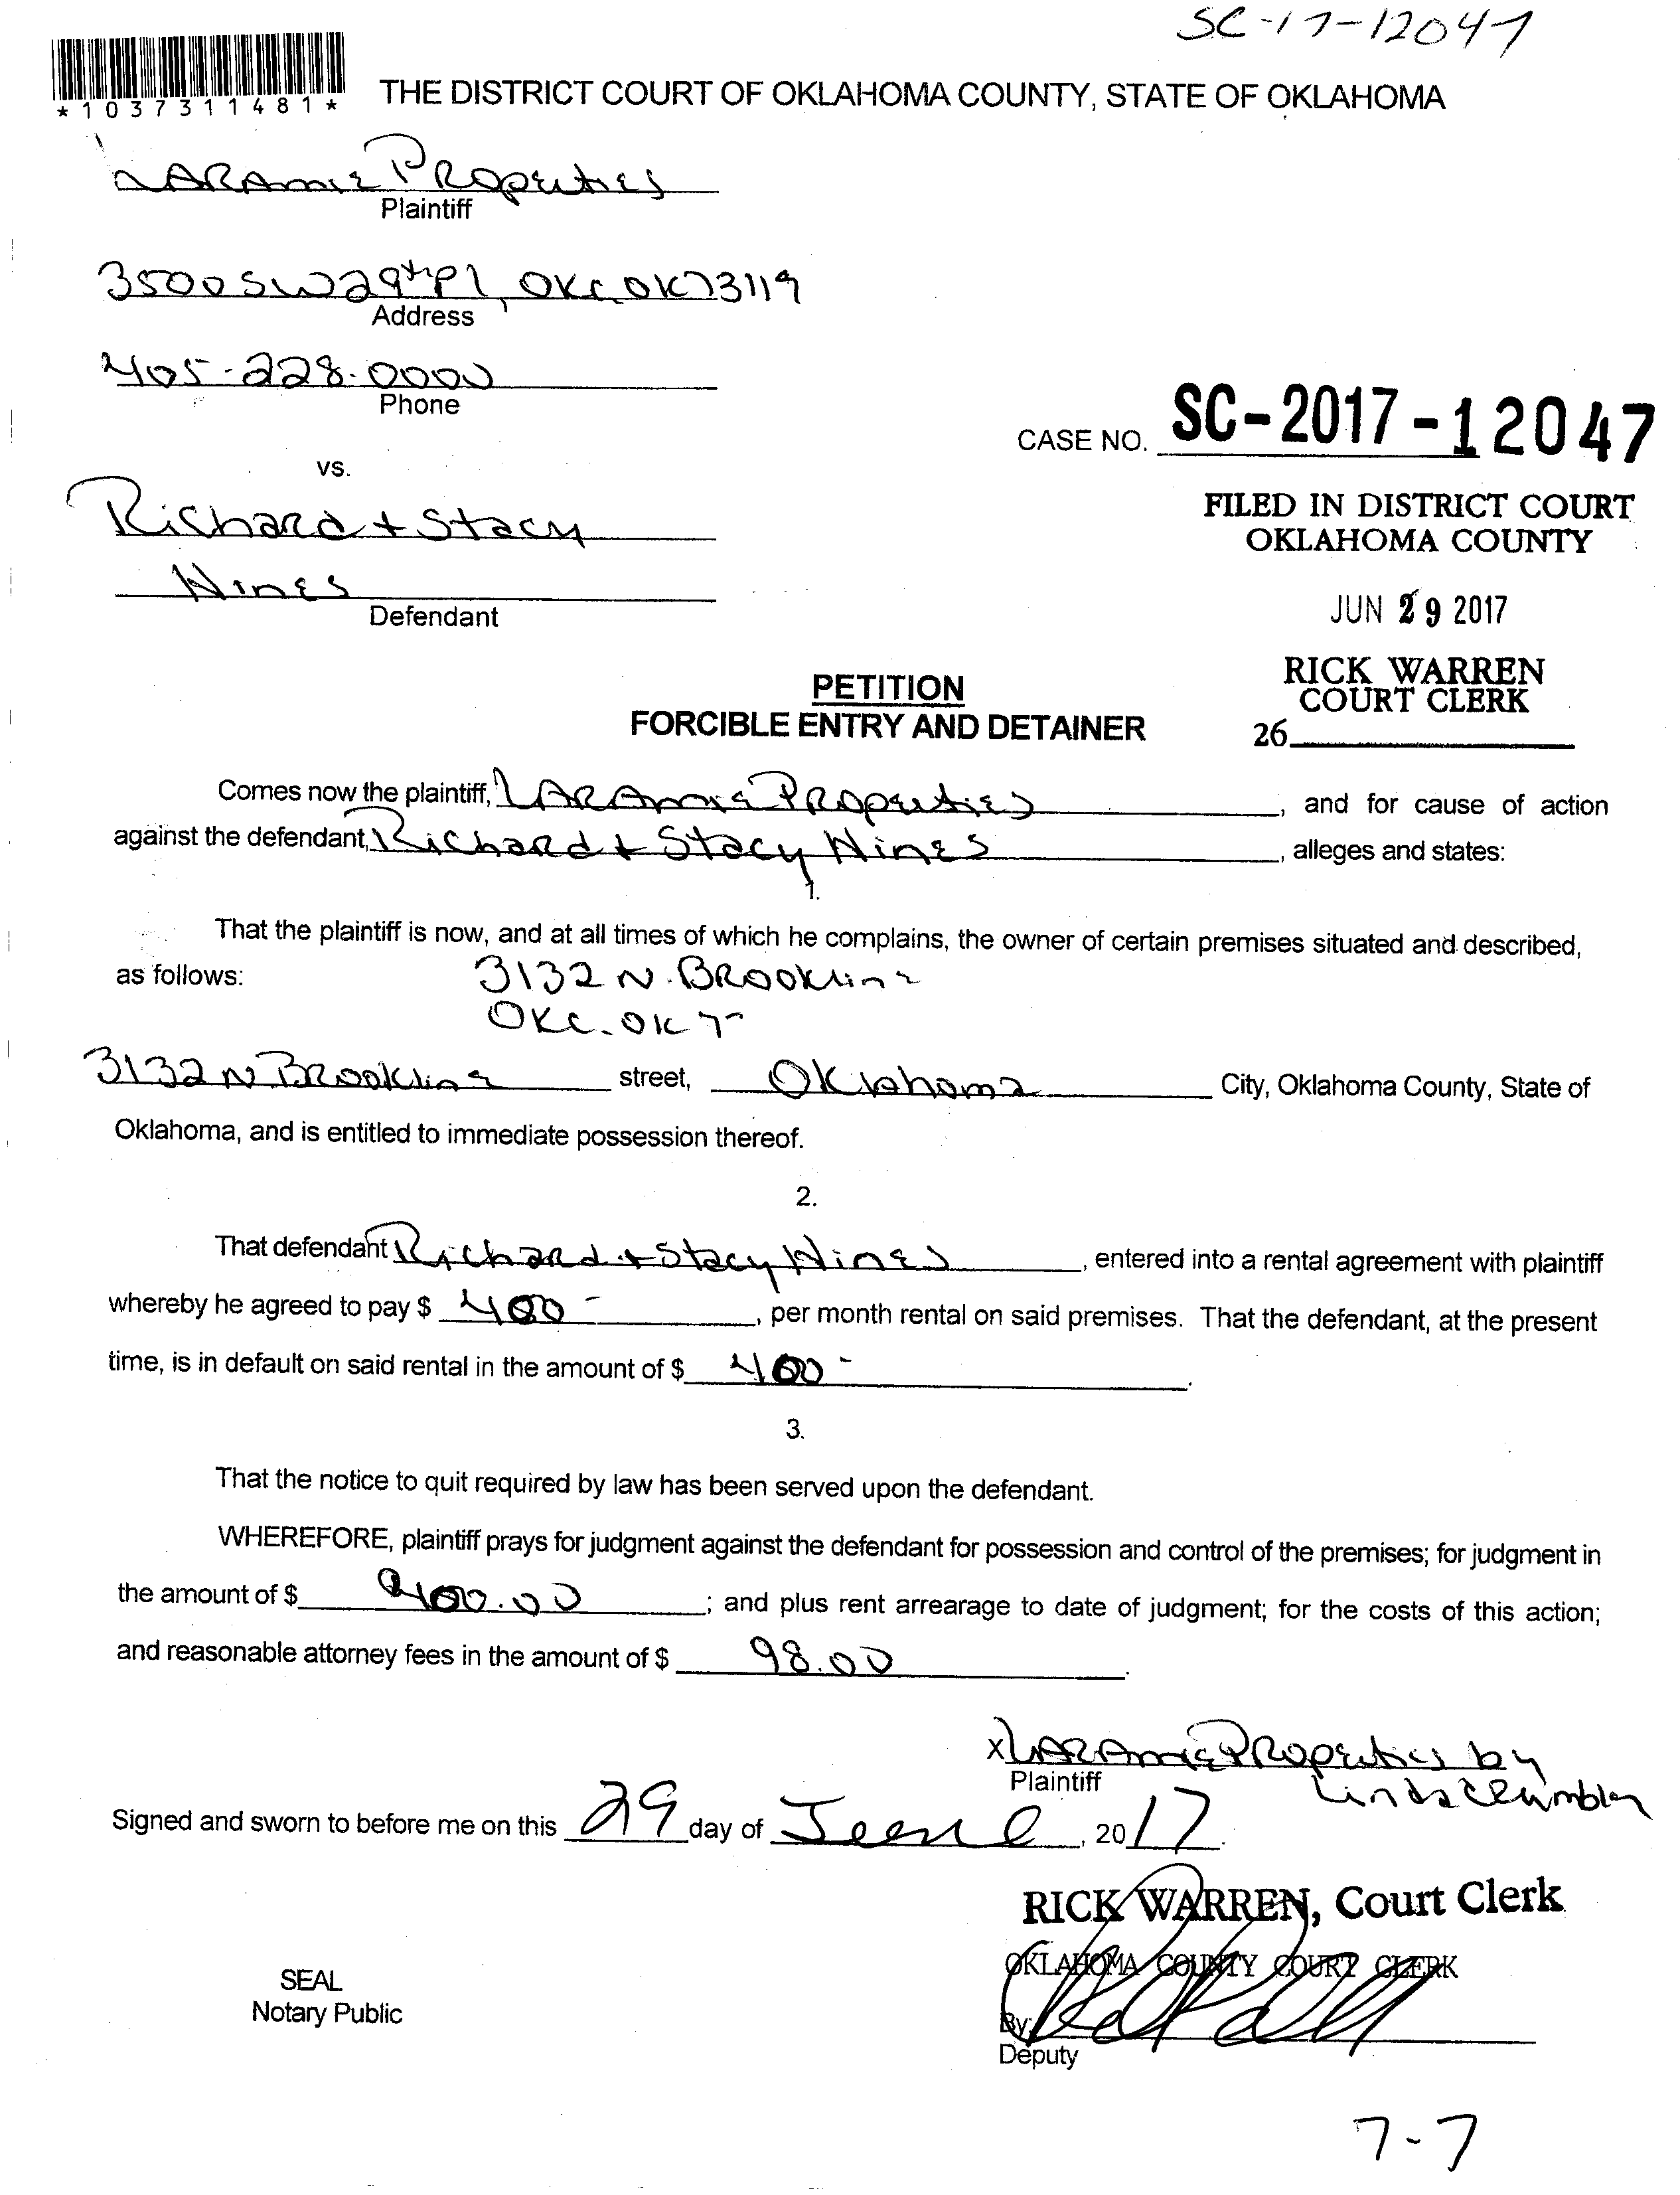 SC-17-12047
*1037311481*
THE DISTRICT COURT OF OKLAHOMA COUNTY, STATE OF OKLAHOMA
LARAmie PROperties
Plaintiff
3500 SW 29th Pl, OKC OK 73119
Address
405-228-0000
Phone
CASE NO. SC-2017-12047
vs.
FILED IN DISTRICT COURT
OKLAHOMA COUNTY
Richard + Stacy
Hines
Defendant
JUN 29 2017
RICK WARREN
COURT CLERK
26
PETITION
FORCIBLE ENTRY AND DETAINER
Comes now the plaintiff, LARAmie PROperties, and for cause of action
against the defendant, Richard + Stacy Hines, alleges and states:
1.
That the plaintiff is now, and at all times of which he complains, the owner of certain premises situated and described,
as follows: 3132 N. BROOKline
OKC. OK 7
3132 N BROOKline street, Oklahoma City, Oklahoma County, State of
Oklahoma, and is entitled to immediate possession thereof.
2.
That defendant Richard + Stacy Hines, entered into a rental agreement with plaintiff
whereby he agreed to pay $ 400-, per month rental on said premises. That the defendant, at the present
time, is in default on said rental in the amount of $ 400-.
3.
That the notice to quit required by law has been served upon the defendant.
WHEREFORE, plaintiff prays for judgment against the defendant for possession and control of the premises; for judgment in
the amount of $ 400.00; and plus rent arrearage to date of judgment; for the costs of this action;
and reasonable attorney fees in the amount of $ 98.00.
X LARAmie PROperties by
Plaintiff
Linda
Signed and sworn to before me on this 29 day of June, 2017.
RICK WARREN, Court Clerk
OKLAHOMA COUNTY COURT CLERK
SEAL
Notary Public
By:
Deputy
7-7